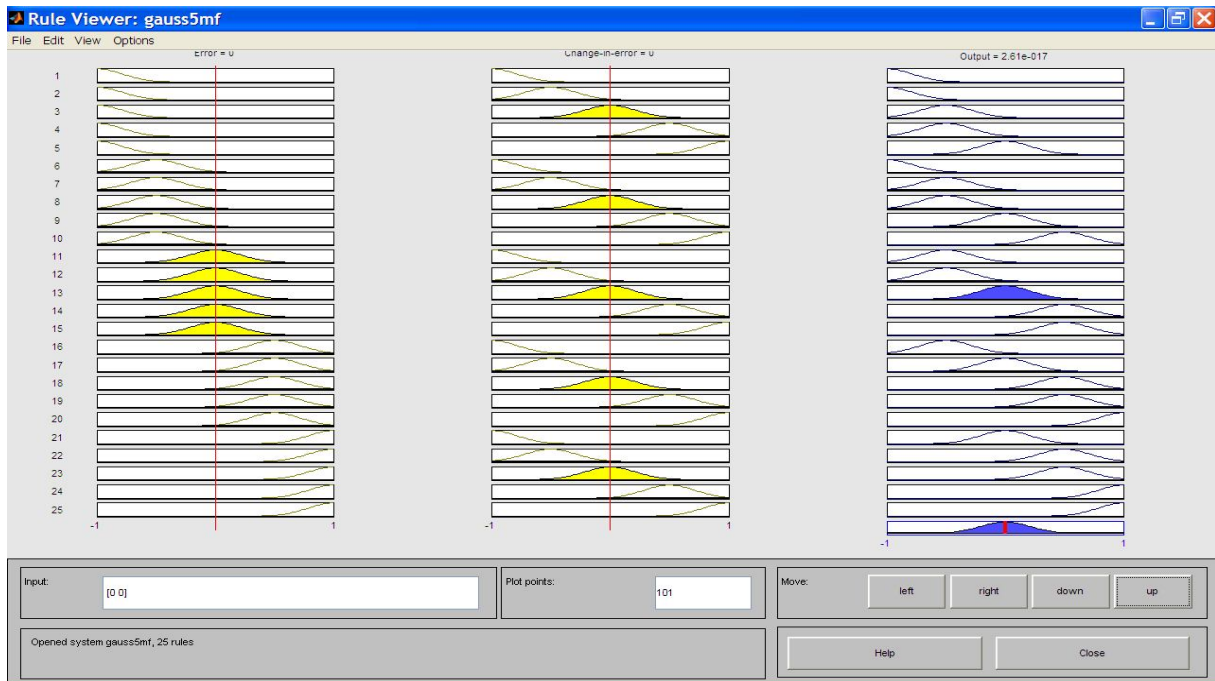 Rule Viewer: gauss5mf
File Edit View Options
Error = 0
Change-in-error = 0
Output = 2.61e-017
1
2
3
4
5
6
7
8
9
10
11
12
13
14
15
16
17
18
19
20
21
22
23
24
25
-1 1
-1 1
-1 1
Input:
[0 0]
Plot points:
101
Move:
left
right
down
up
Opened system gauss5mf, 25 rules
Help
Close